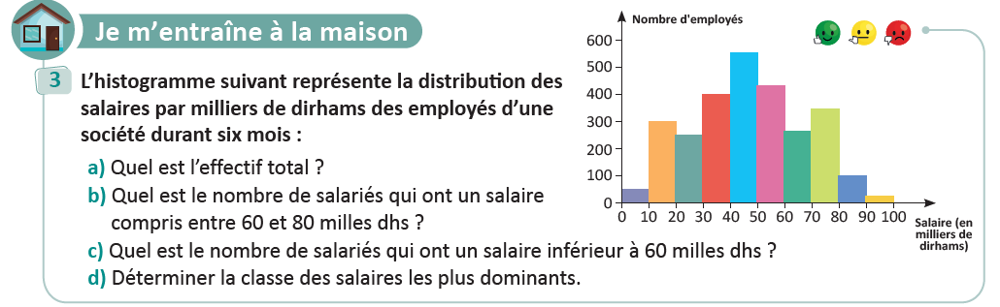 Je m’entraîne à la maison
3 L’histogramme suivant représente la distribution des
salaires par milliers de dirhams des employés d’une
société durant six mois :
a) Quel est l’effectif total ?
b) Quel est le nombre de salariés qui ont un salaire
compris entre 60 et 80 milles dhs ?
c) Quel est le nombre de salariés qui ont un salaire inférieur à 60 milles dhs ?
d) Déterminer la classe des salaires les plus dominants.
Nombre d'employés
600
500
400
300
200
100
0
0 10 20 30 40 50 60 70 80 90 100
Salaire (en
milliers de
dirhams)